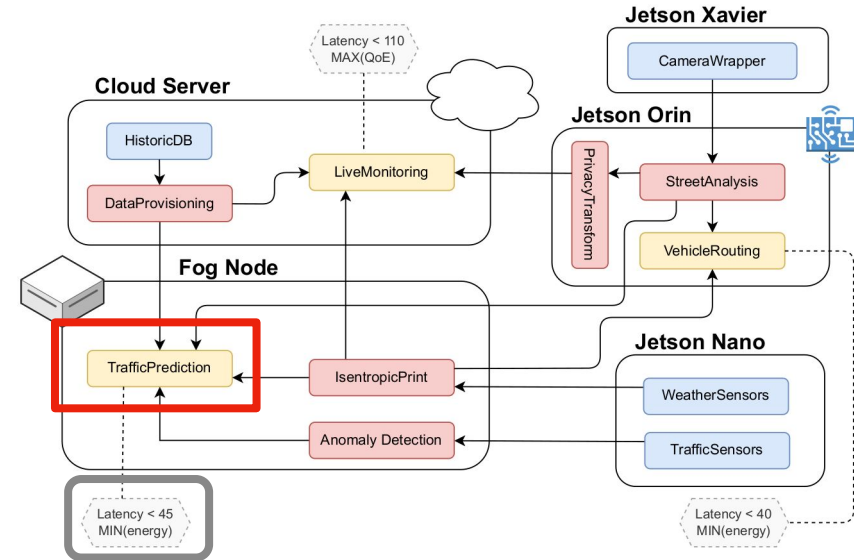 Jetson Xavier
Latency < 110
MAX(QoE)
CameraWrapper
Cloud Server
Jetson Orin
HistoricDB
LiveMonitoring
PrivacyTransform
StreetAnalysis
DataProvisioning
VehicleRouting
Fog Node
Jetson Nano
TrafficPrediction
IsentropicPrint
WeatherSensors
Anomaly Detection
TrafficSensors
Latency < 45
MIN(energy)
Latency < 40
MIN(energy)